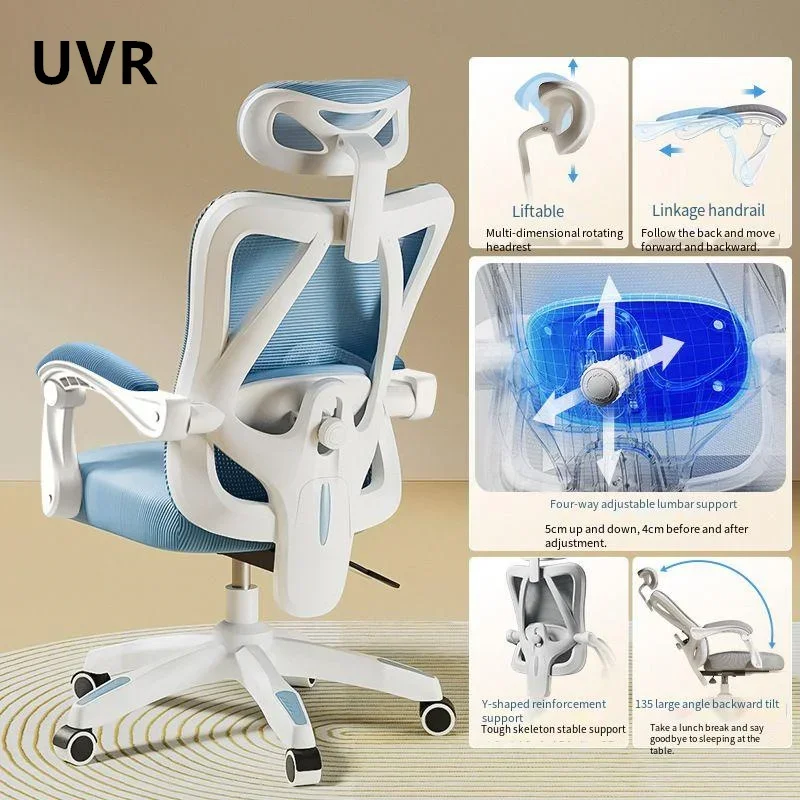 UVR
Liftable
Multi-dimensional rotating
headrest
Linkage handrail
Follow the back and move
forward and backward.
Four-way adjustable lumbar support
5cm up and down, 4cm before and after
adjustment.
Y-shaped reinforcement
support
Tough skeleton stable support
135 large angle backward tilt
Take a lunch break and say
goodbye to sleeping at the
table.